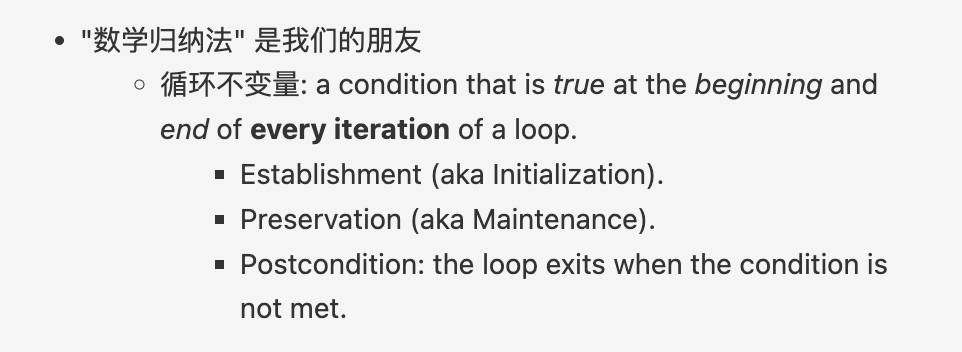 "数学归纳法" 是我们的朋友
循环不变量: a condition that is true at the beginning and
end of every iteration of a loop.
Establishment (aka Initialization).
Preservation (aka Maintenance).
Postcondition: the loop exits when the condition is
not met.